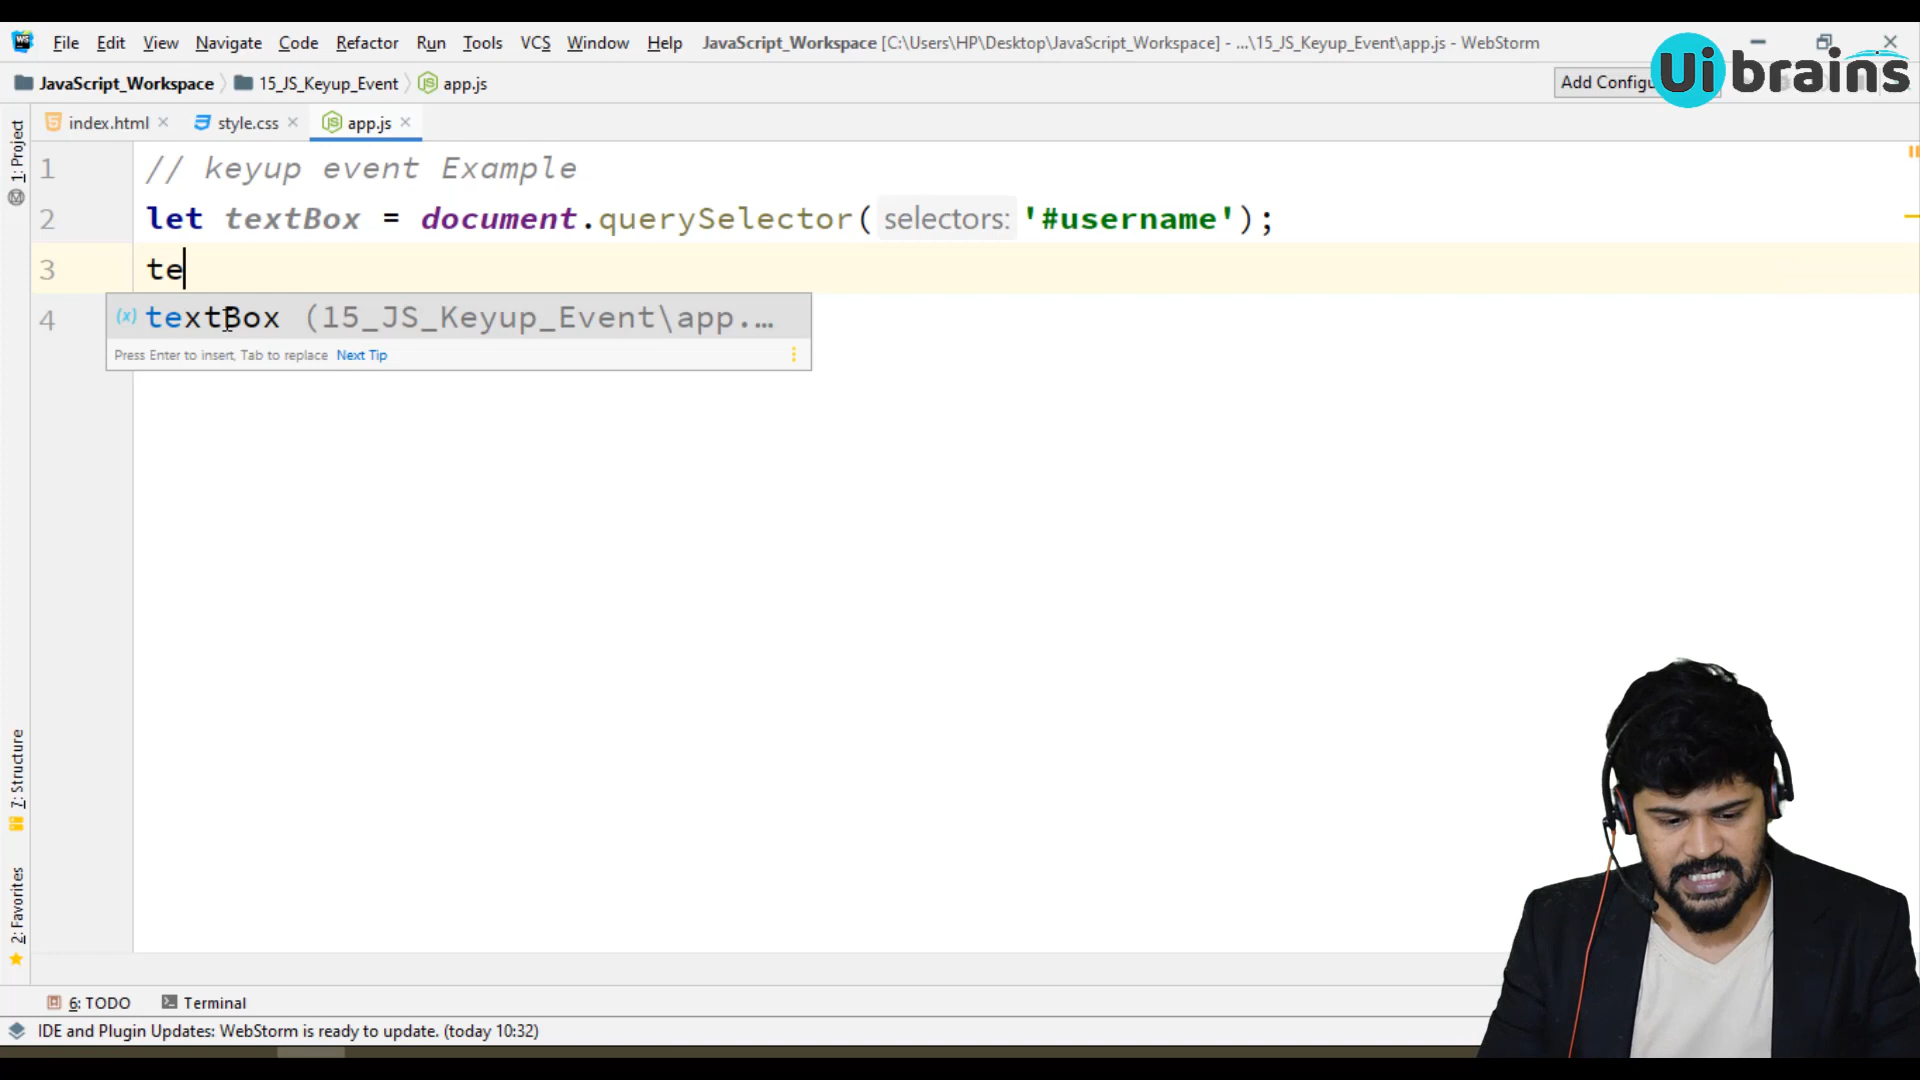 File Edit View Navigate Code Refactor Run Tools VCS Window Help JavaScript_Workspace [C:\Users\HP\Desktop\JavaScript_Workspace] - ...\15_JS_Keyup_Event\app.js - WebStorm
Ui brains
JavaScript_Workspace 15_JS_Keyup_Event app.js Add Configu
index.html style.css app.js
1: Project
1 // keyup event Example
2 let textBox = document.querySelector( selectors: '#username');
3 te
textBox (15_JS_Keyup_Event\app.…
4
Press Enter to insert, Tab to replace Next Tip
7: Structure
2: Favorites
6: TODO Terminal
IDE and Plugin Updates: WebStorm is ready to update. (today 10:32)